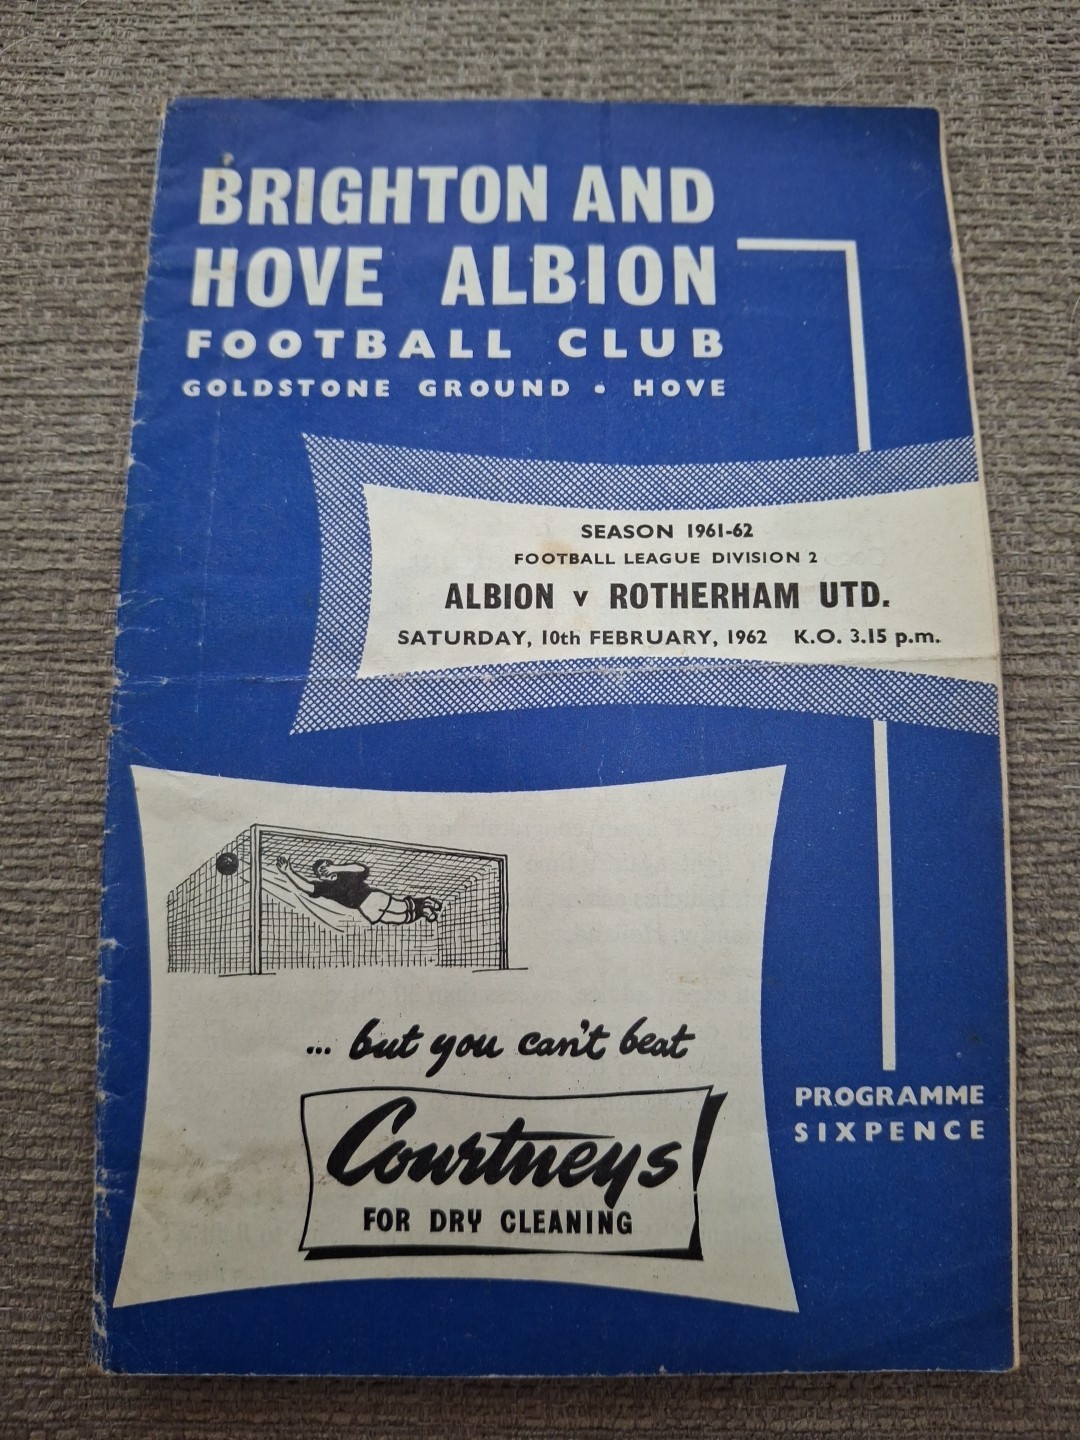 BRIGHTON AND
HOVE ALBION
FOOTBALL CLUB
GOLDSTONE GROUND • HOVE
SEASON 1961-62
FOOTBALL LEAGUE DIVISION 2
ALBION v ROTHERHAM UTD.
SATURDAY, 10th FEBRUARY, 1962 K.O. 3.15 p.m.
... but you can't beat
Courtneys
FOR DRY CLEANING
PROGRAMME
SIXPENCE